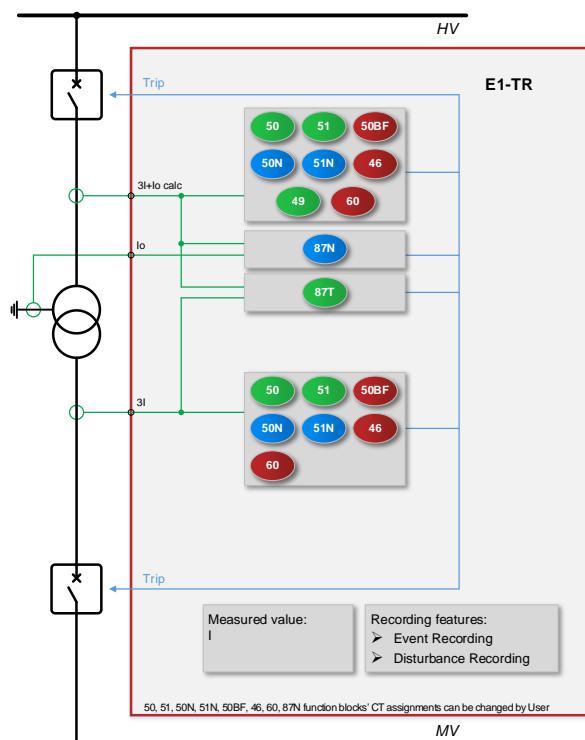 HV
E1-TR
Trip
50 51 50BF
50N 51N 46
49 60
3I+Io calc
Io
87N
87T
3I
50 51 50BF
50N 51N 46
60
Trip
Measured value:
I
Recording features:
➢ Event Recording
➢ Disturbance Recording
50, 51, 50N, 51N, 50BF, 46, 60, 87N function blocks' CT assignments can be changed by User
MV